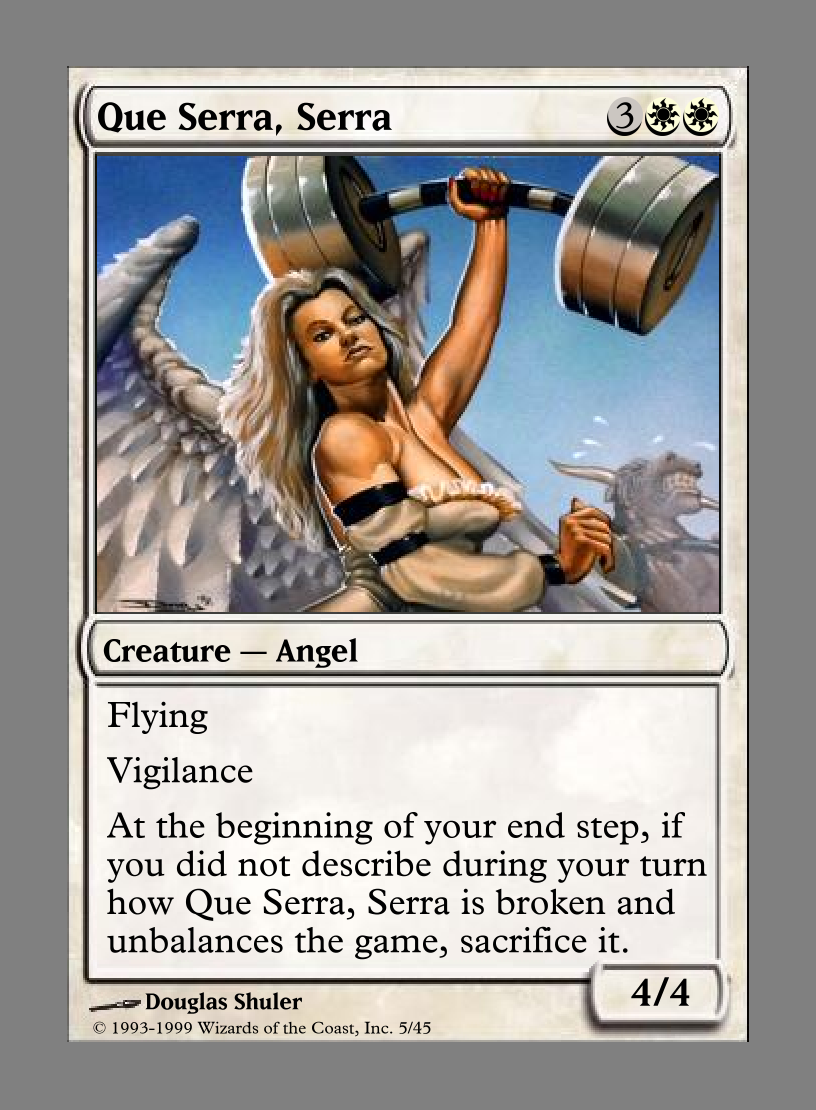 Que Serra, Serra 3
Creature — Angel
Flying
Vigilance
At the beginning of your end step, if
you did not describe during your turn
how Que Serra, Serra is broken and
unbalances the game, sacrifice it.
4/4
Douglas Shuler
© 1993-1999 Wizards of the Coast, Inc. 5/45